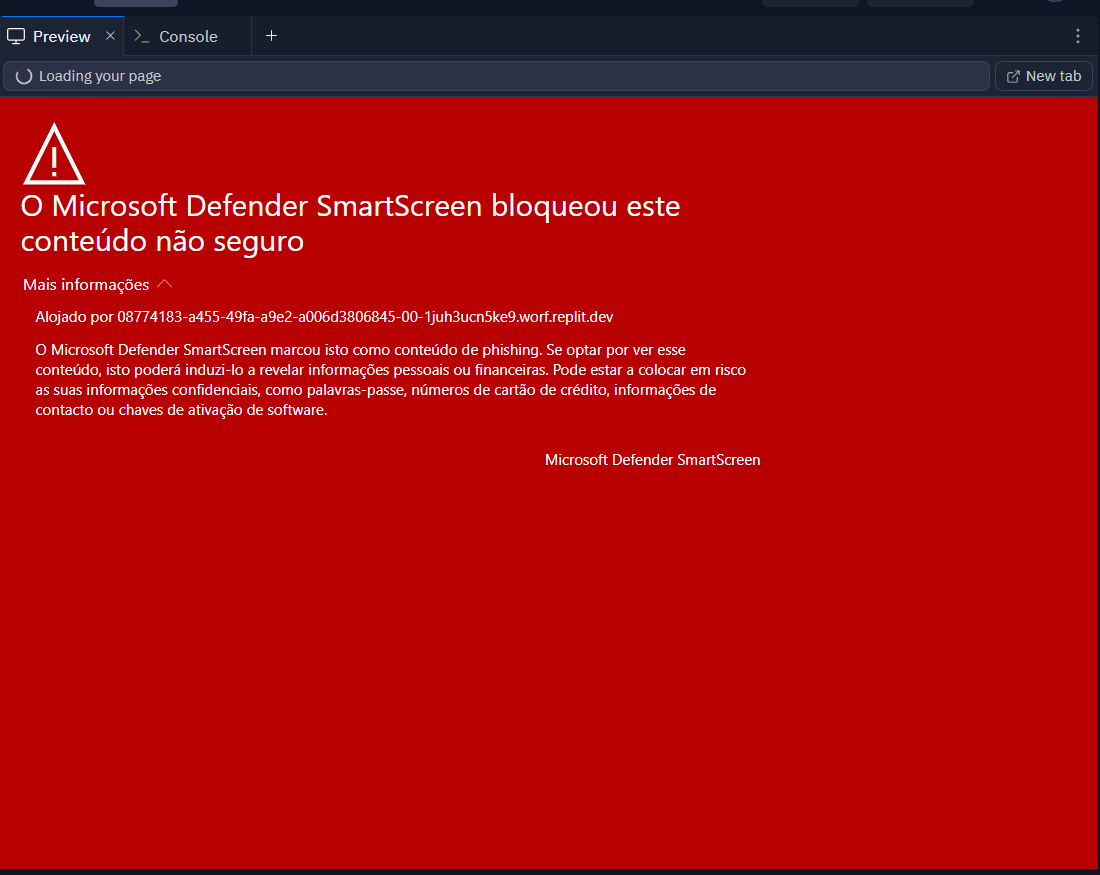 Preview
Console
Loading your page
New tab
O Microsoft Defender SmartScreen bloqueou este
conteúdo não seguro
Mais informações
Alojado por 08774183-a455-49fa-a9e2-a006d3806845-00-1juh3ucn5ke9.worf.replit.dev
O Microsoft Defender SmartScreen marcou isto como conteúdo de phishing. Se optar por ver esse
conteúdo, isto poderá induzi-lo a revelar informações pessoais ou financeiras. Pode estar a colocar em risco
as suas informações confidenciais, como palavras-passe, números de cartão de crédito, informações de
contacto ou chaves de ativação de software.
Microsoft Defender SmartScreen